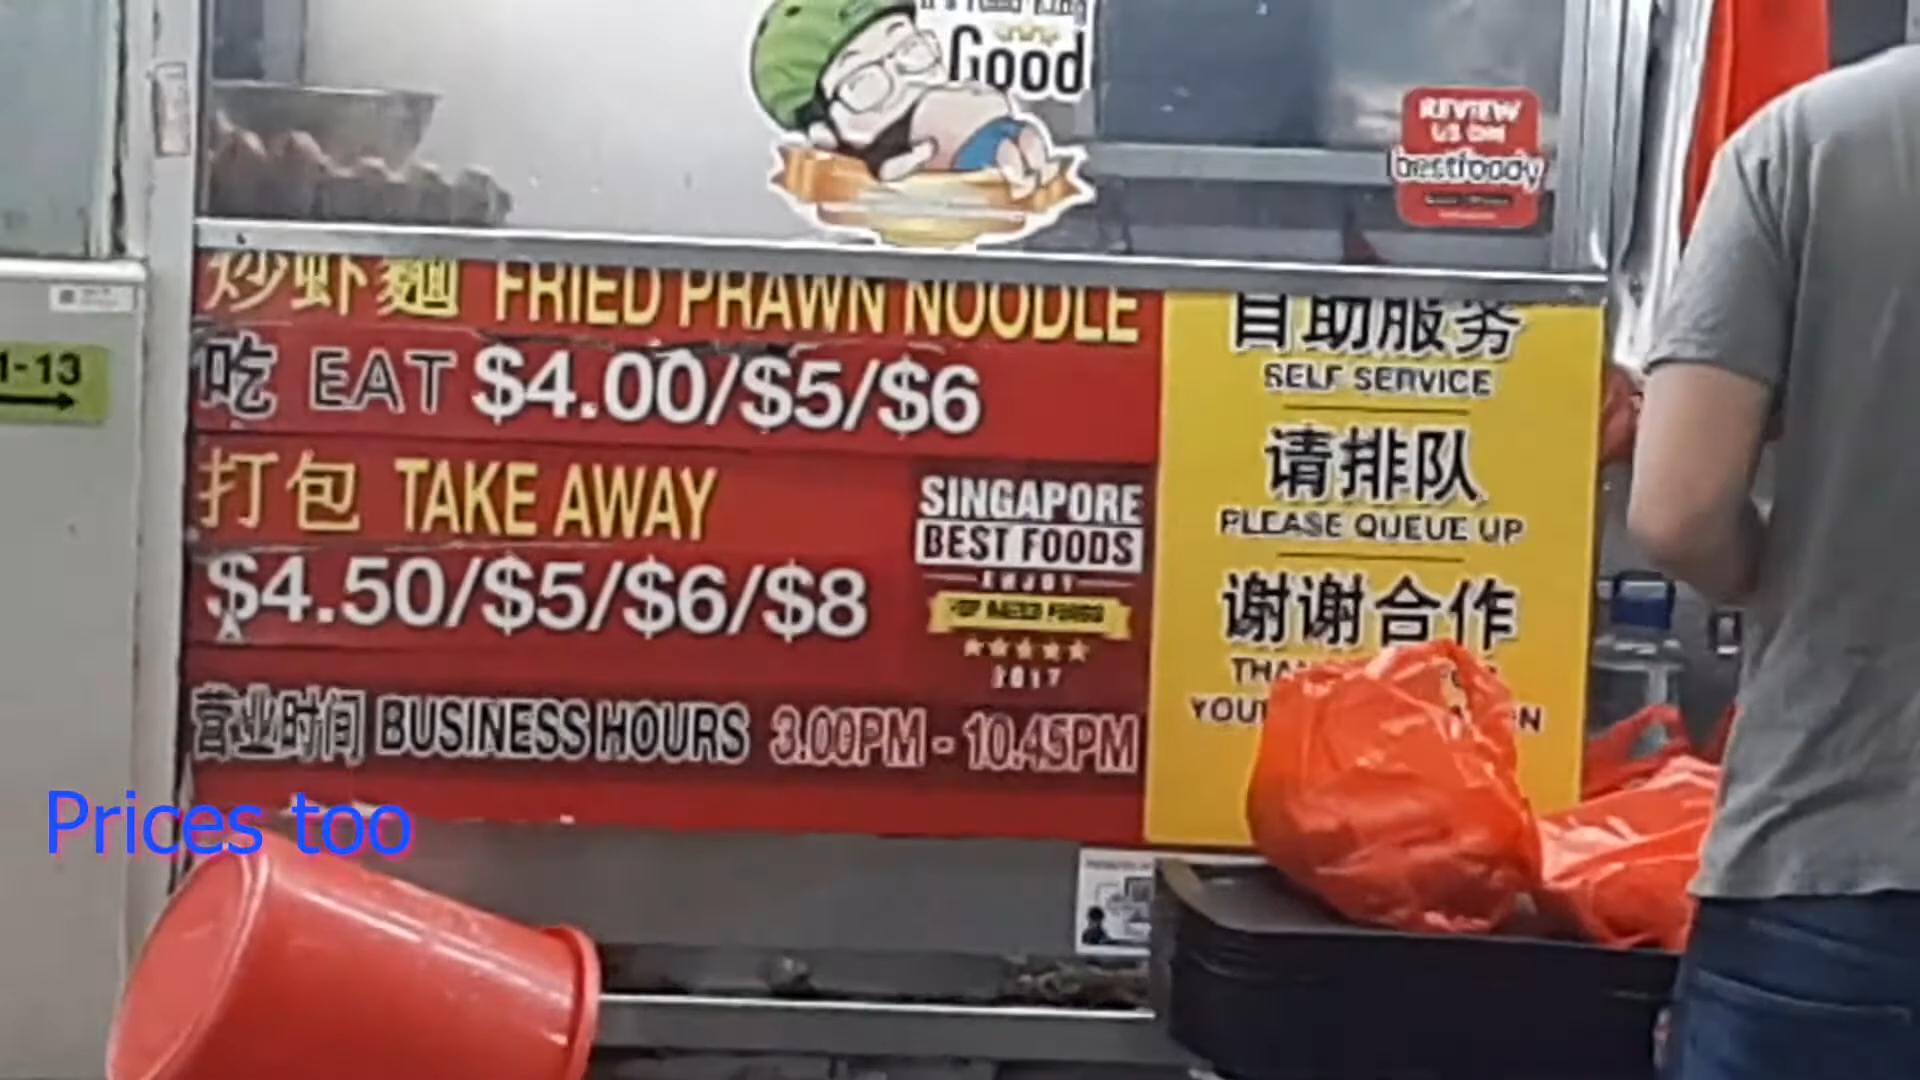 Good
REVIEW
US ON
bestfoody
炒虾麵 FRIED PRAWN NOODLE
吃 EAT $4.00/$5/$6
打包 TAKE AWAY
$4.50/$5/$6/$8
SINGAPORE
BEST FOODS
ENJOY
2017
营业时间 BUSINESS HOURS 3.00PM - 10.45PM
自助服务
SELF SERVICE
请排队
PLEASE QUEUE UP
谢谢合作
1-13
Prices too